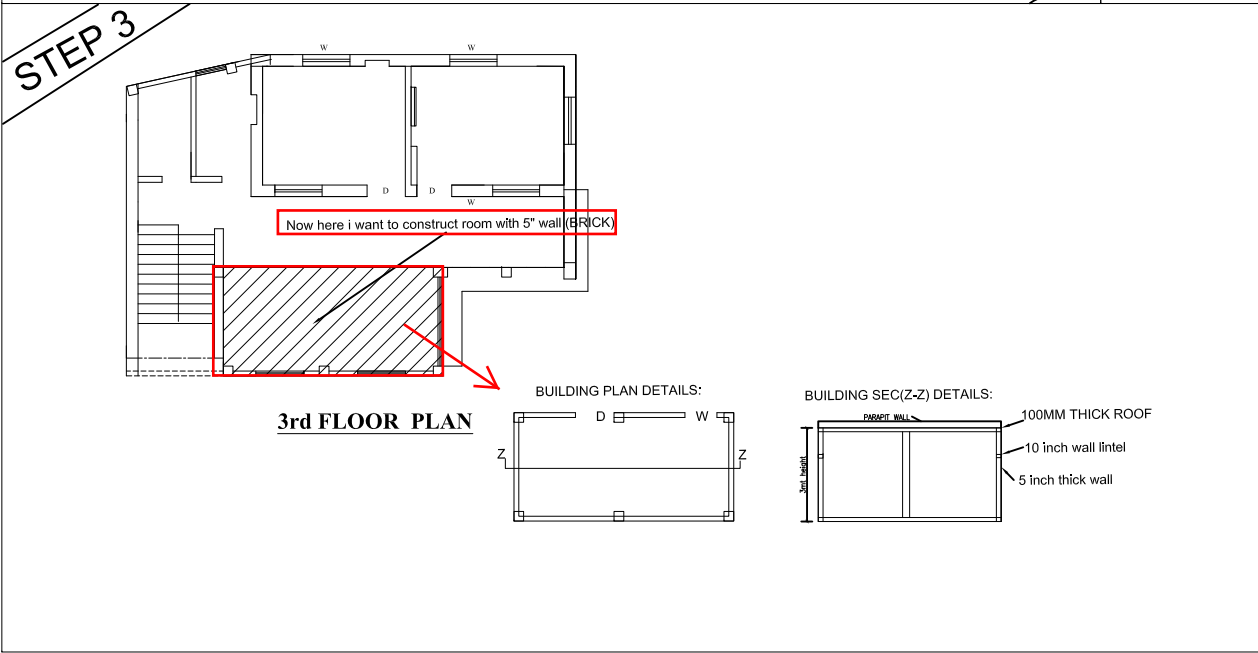 STEP 3
W
W
D
D
W
Now here i want to construct room with 5" wall (BRICK)
3rd FLOOR PLAN
BUILDING PLAN DETAILS:
D
W
Z
Z
BUILDING SEC(Z-Z) DETAILS:
PARAPIT WALL
100MM THICK ROOF
10 inch wall lintel
5 inch thick wall
3mt height